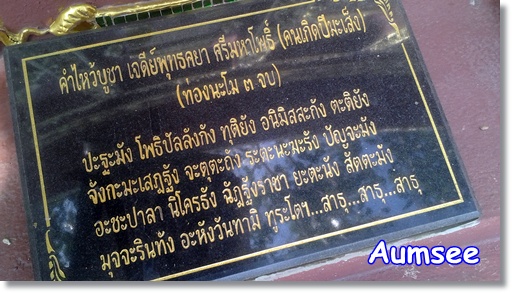 คำไหว้บูชา เจดีย์พุทธคยา ศรีมหาโพธิ์ (คนเกิดปีมะเส็ง)
(ท่องนะโม ๓ จบ)
ปะฐะมัง โพธิปัลลังกัง ทุติยัง อนิมิสสะกัง ตะติยัง
จังกะมะเสฏฐัง จะตุตะถัง ระตะนะฆะรัง ปัญจะมัง
อะชะปาลา นิโครธัง ฉัฏฐังราชา ยะตะนัง สัตตะมัง
มุจจะรินทัง อะหังวันทามิ ทูระโตฯ...สาธุ...สาธุ...สาธุ
Aumsee